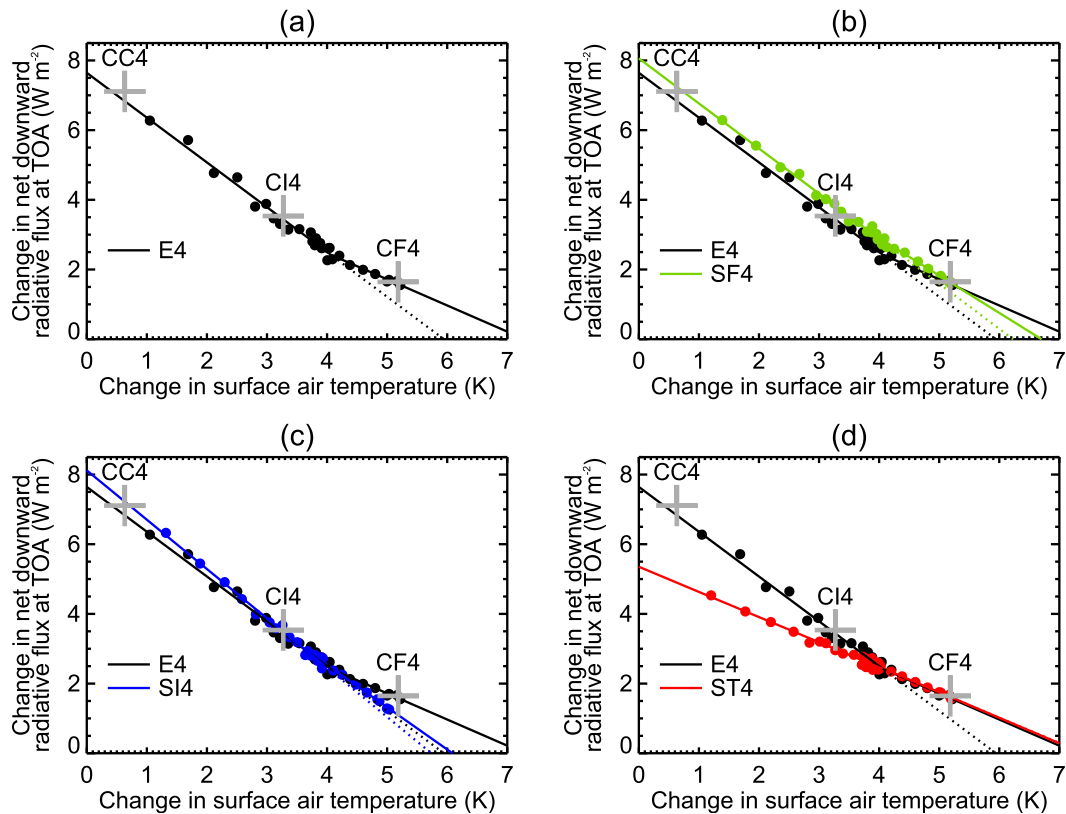 (a)
Change in net downward
radiative flux at TOA (W m-2)
8
6
4
2
0
CC4
CI4
CF4
E4
0 1 2 3 4 5 6 7
Change in surface air temperature (K)
(b)
Change in net downward
radiative flux at TOA (W m-2)
8
6
4
2
0
CC4
CI4
CF4
E4
SF4
0 1 2 3 4 5 6 7
Change in surface air temperature (K)
(c)
Change in net downward
radiative flux at TOA (W m-2)
8
6
4
2
0
CC4
CI4
CF4
E4
SI4
0 1 2 3 4 5 6 7
Change in surface air temperature (K)
(d)
Change in net downward
radiative flux at TOA (W m-2)
8
6
4
2
0
CC4
CI4
CF4
E4
ST4
0 1 2 3 4 5 6 7
Change in surface air temperature (K)